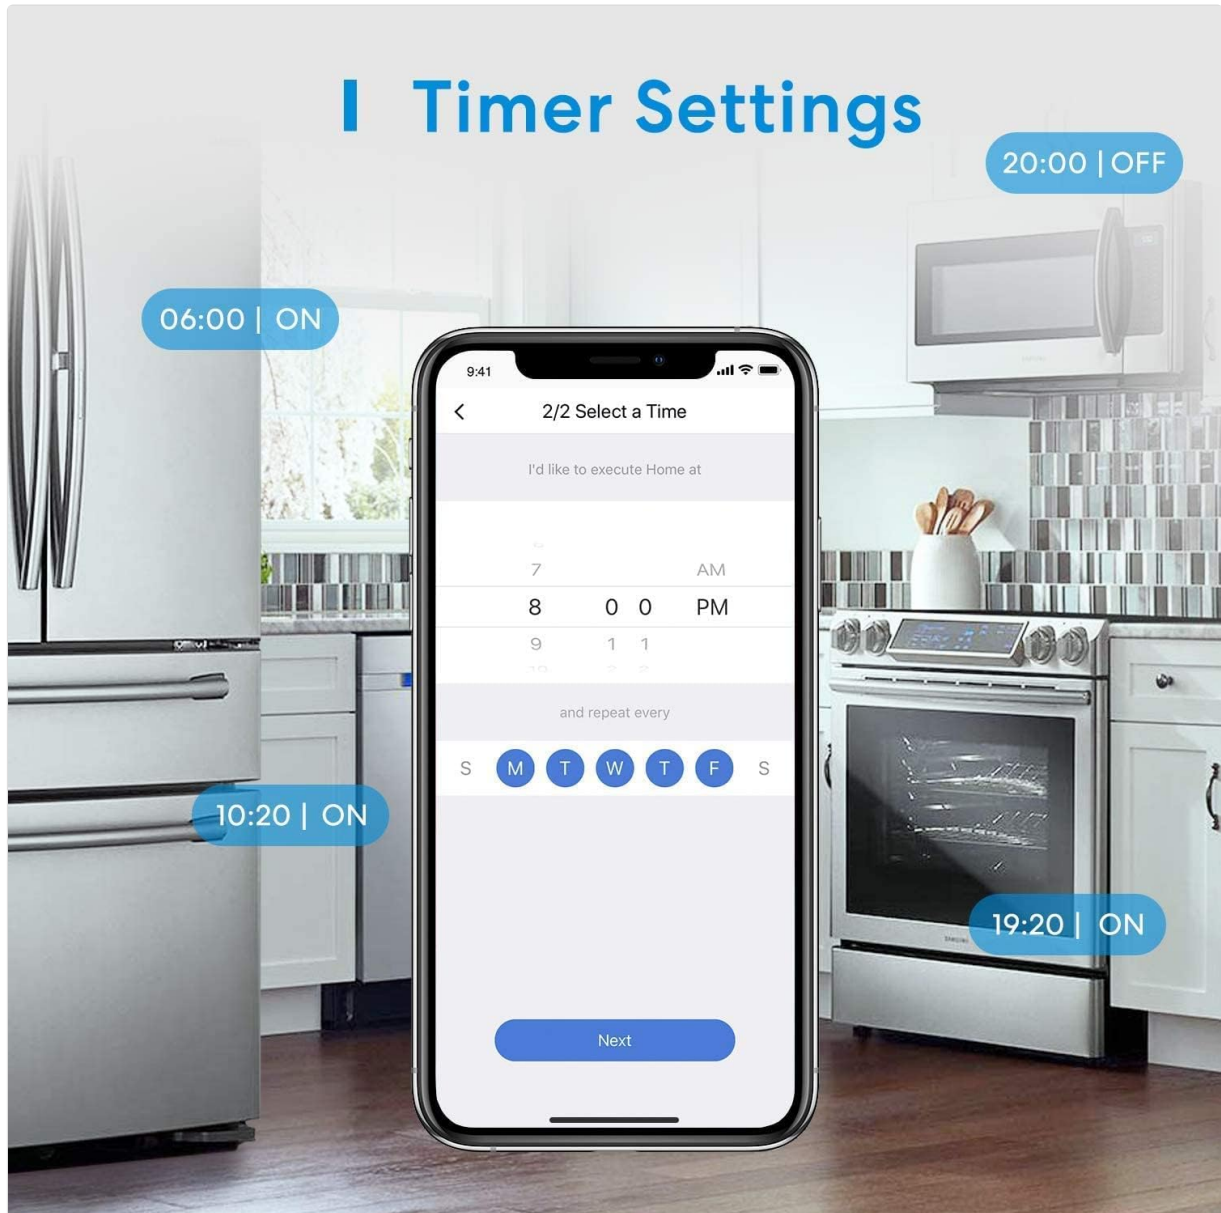 Timer Settings
20:00 | OFF
06:00 | ON
9:41
2/2 Select a Time
I'd like to execute Home at
7 AM
8 0 0 PM
9 1 1
and repeat every
S M T W T F S
10:20 | ON
19:20 | ON
Next